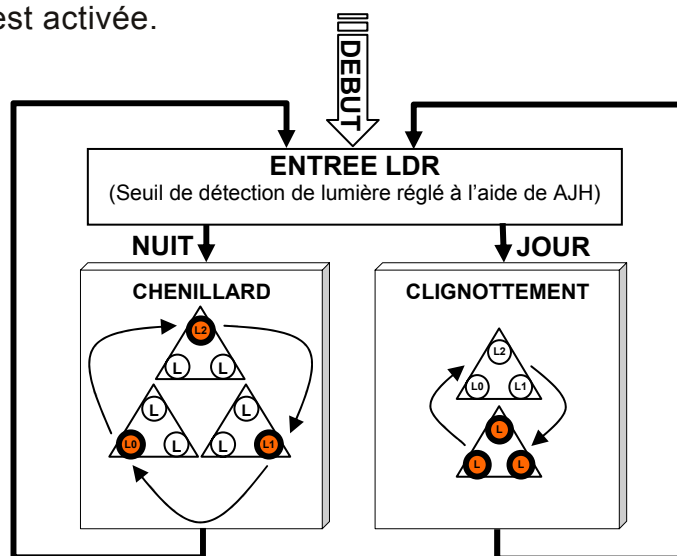 est activée.
DEBUT
ENTREE LDR
(Seuil de détection de lumière réglé à l'aide de AJH)
NUIT
JOUR
CHENILLARD
CLIGNOTTEMENT
L2
L L
L L
L0 L L L1
L2
L0 L1
L
L L